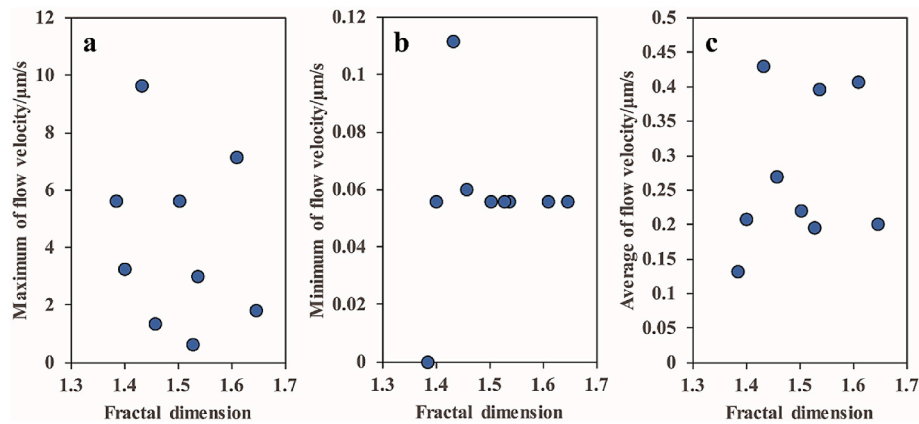 a
12
10
8
6
4
2
0
1.3 1.4 1.5 1.6 1.7
Maximum of flow velocity/μm/s
Fractal dimension
b
0.12
0.1
0.08
0.06
0.04
0.02
0
1.3 1.4 1.5 1.6 1.7
Minimum of flow velocity/μm/s
Fractal dimension
c
0.5
0.45
0.4
0.35
0.3
0.25
0.2
0.15
0.1
0.05
0
1.3 1.4 1.5 1.6 1.7
Average of flow velocity/μm/s
Fractal dimension